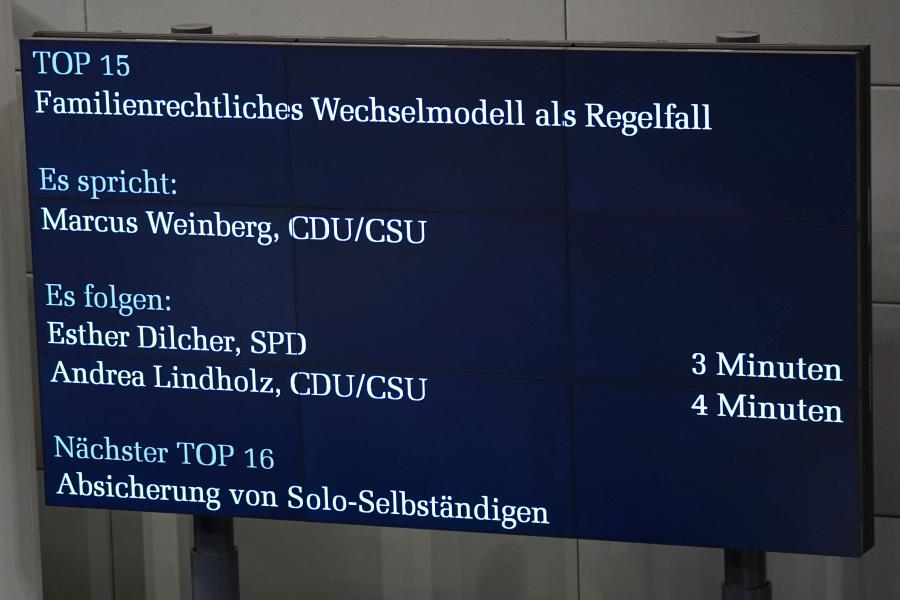 TOP 15
Familienrechtliches Wechselmodell als Regelfall
Es spricht:
Marcus Weinberg, CDU/CSU
Es folgen:
Esther Dilcher, SPD 3 Minuten
Andrea Lindholz, CDU/CSU 4 Minuten
Nächster TOP 16
Absicherung von Solo-Selbständigen